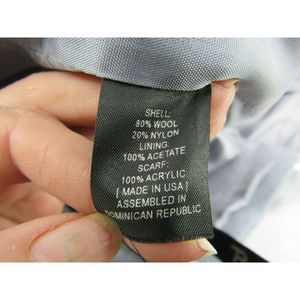 SHELL:
80% WOOL
20% NYLON
LINING
100% ACETATE
SCARF:
100% ACRYLIC
[ MADE IN USA ]
ASSEMBLED IN
DOMINICAN REPUBLIC